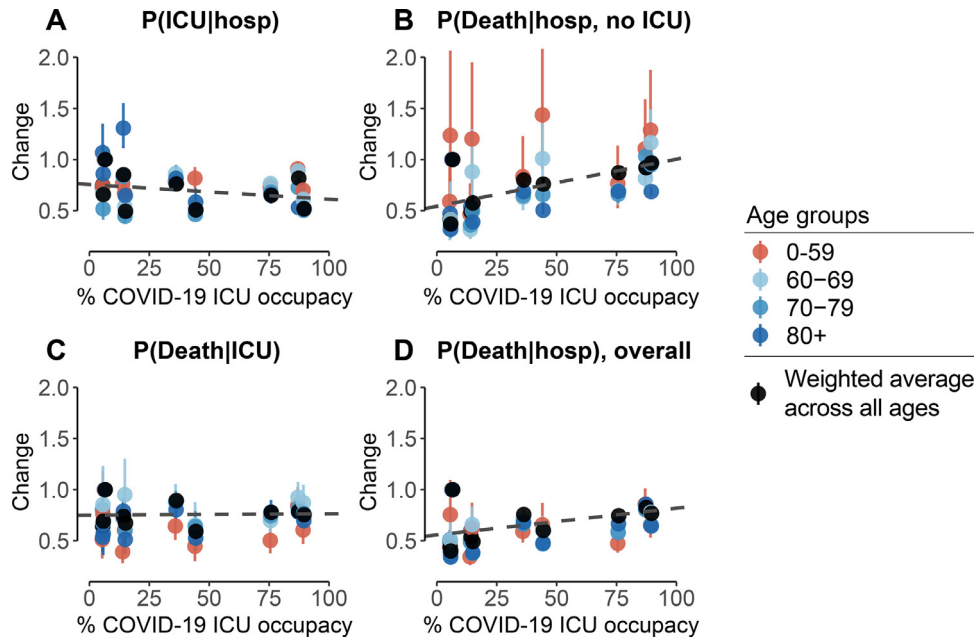 A P(ICU|hosp)
2.0
1.5
1.0
0.5
Change
0 25 50 75 100
% COVID-19 ICU occupancy
B P(Death|hosp, no ICU)
2.0
1.5
1.0
0.5
Change
0 25 50 75 100
% COVID-19 ICU occupancy
C P(Death|ICU)
2.0
1.5
1.0
0.5
Change
0 25 50 75 100
% COVID-19 ICU occupancy
D P(Death|hosp), overall
2.0
1.5
1.0
0.5
Change
0 25 50 75 100
% COVID-19 ICU occupancy
Age groups
0-59
60−69
70−79
80+
Weighted average
across all ages